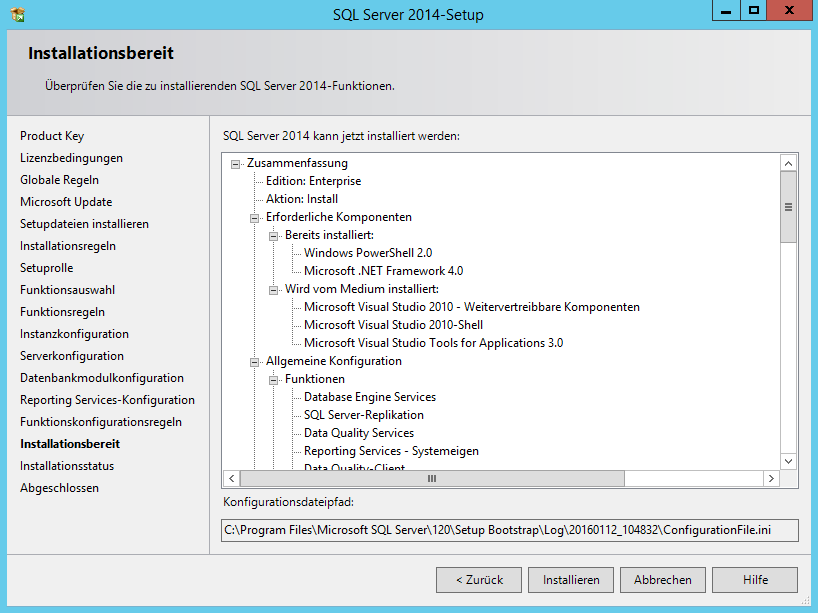 SQL Server 2014-Setup
Installationsbereit
Überprüfen Sie die zu installierenden SQL Server 2014-Funktionen.
Product Key
Lizenzbedingungen
Globale Regeln
Microsoft Update
Setupdateien installieren
Installationsregeln
Setuprolle
Funktionsauswahl
Funktionsregeln
Instanzkonfiguration
Serverkonfiguration
Datenbankmodulkonfiguration
Reporting Services-Konfiguration
Funktionskonfigurationsregeln
Installationsbereit
Installationsstatus
Abgeschlossen
SQL Server 2014 kann jetzt installiert werden:
Zusammenfassung
Edition: Enterprise
Aktion: Install
Erforderliche Komponenten
Bereits installiert:
Windows PowerShell 2.0
Microsoft .NET Framework 4.0
Wird vom Medium installiert:
Microsoft Visual Studio 2010 - Weitervertreibbare Komponenten
Microsoft Visual Studio 2010-Shell
Microsoft Visual Studio Tools for Applications 3.0
Allgemeine Konfiguration
Funktionen
Database Engine Services
SQL Server-Replikation
Data Quality Services
Reporting Services - Systemeigen
Data Quality-Client
Konfigurationsdateipfad:
C:\Program Files\Microsoft SQL Server\120\Setup Bootstrap\Log\20160112_104832\ConfigurationFile.ini
< Zurück
Installieren
Abbrechen
Hilfe